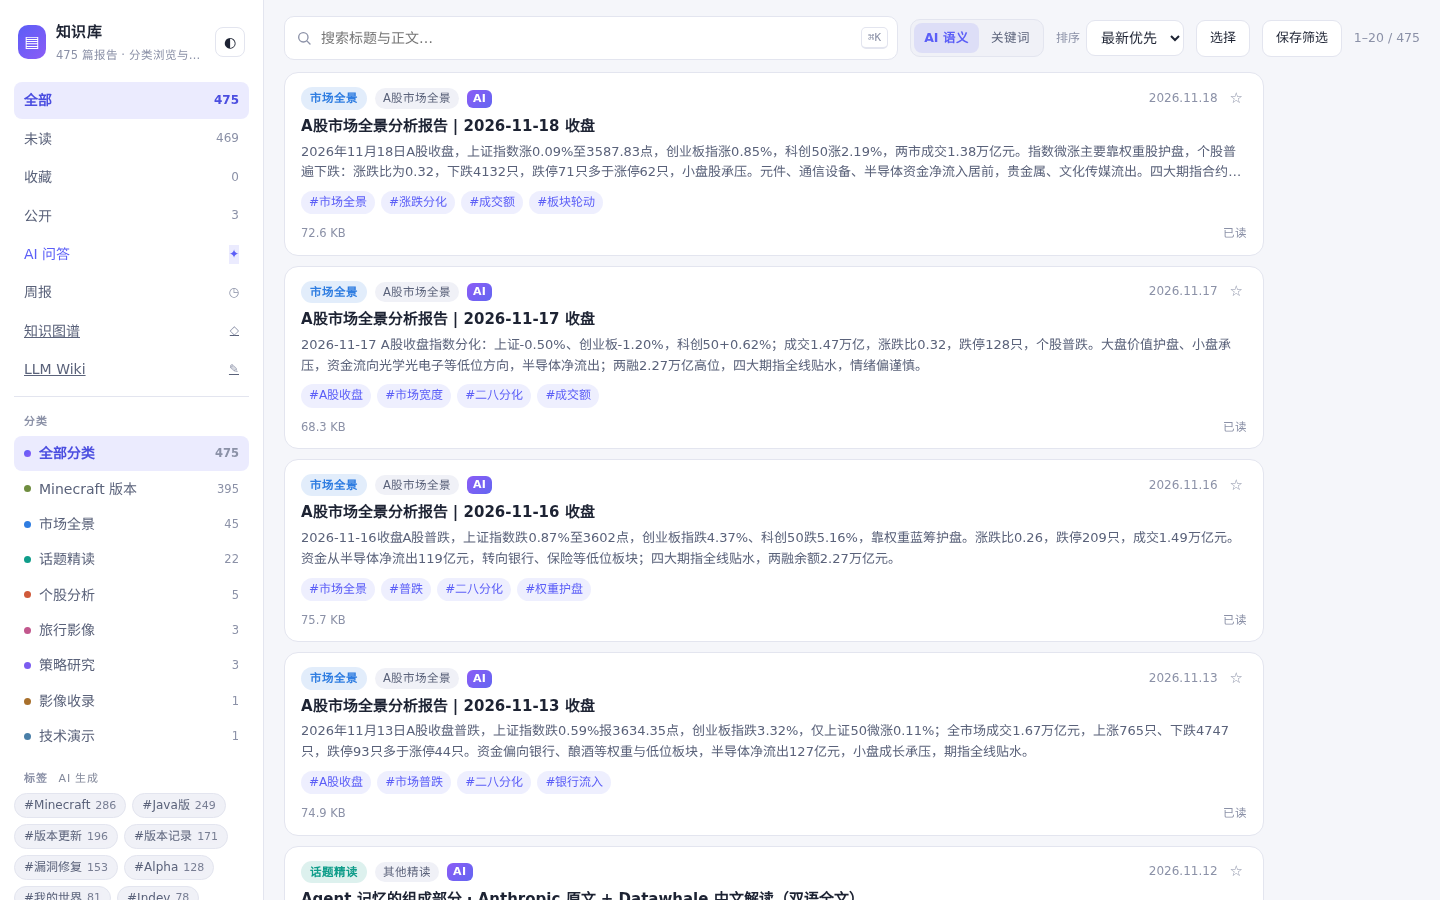 知识库
475 篇报告 · 分类浏览与…
全部 475
未读 469
收藏 0
公开 3
AI 问答
周报
知识图谱
LLM Wiki
分类
全部分类 475
Minecraft 版本 395
市场全景 45
话题精读 22
个股分析 5
旅行影像 3
策略研究 3
影像收录 1
技术演示 1
标签 AI 生成
#Minecraft 286 #Java版 249
#版本更新 196 #版本记录 171
#漏洞修复 153 #Alpha 128
#我的世界 81 #Indev 78
搜索标题与正文… ⌘K AI 语义 关键词 排序 最新优先 选择 保存筛选 1–20 / 475
市场全景 A股市场全景 AI 2026.11.18
A股市场全景分析报告 | 2026-11-18 收盘
2026年11月18日A股收盘，上证指数涨0.09%至3587.83点，创业板指涨0.85%，科创50涨2.19%，两市成交1.38万亿元。指数微涨主要靠权重股护盘，个股普
遍下跌：涨跌比为0.32，下跌4132只，跌停71只多于涨停62只，小盘股承压。元件、通信设备、半导体资金净流入居前，贵金属、文化传媒流出。四大期指合约…
#市场全景 #涨跌分化 #成交额 #板块轮动
72.6 KB 已读
市场全景 A股市场全景 AI 2026.11.17
A股市场全景分析报告 | 2026-11-17 收盘
2026-11-17 A股收盘指数分化：上证-0.50%、创业板-1.20%，科创50+0.62%；成交1.47万亿，涨跌比0.32，跌停128只，个股普跌。大盘价值护盘、小盘承
压，资金流向光学光电子等低位方向，半导体净流出；两融2.27万亿高位，四大期指全线贴水，情绪偏谨慎。
#A股收盘 #市场宽度 #二八分化 #成交额
68.3 KB 已读
市场全景 A股市场全景 AI 2026.11.16
A股市场全景分析报告 | 2026-11-16 收盘
2026-11-16收盘A股普跌，上证指数跌0.87%至3602点，创业板指跌4.37%、科创50跌5.16%，靠权重蓝筹护盘。涨跌比0.26，跌停209只，成交1.49万亿元。
资金从半导体净流出119亿元，转向银行、保险等低位板块；四大期指全线贴水，两融余额2.27万亿元。
#市场全景 #普跌 #二八分化 #权重护盘
75.7 KB 已读
市场全景 A股市场全景 AI 2026.11.13
A股市场全景分析报告 | 2026-11-13 收盘
2026年11月13日A股收盘普跌，上证指数跌0.59%报3634.35点，创业板指跌3.32%，仅上证50微涨0.11%；全市场成交1.67万亿元，上涨765只、下跌4747
只，跌停93只多于涨停44只。资金偏向银行、酿酒等权重与低位板块，半导体净流出127亿元，小盘成长承压，期指全线贴水。
#A股收盘 #市场普跌 #二八分化 #银行流入
74.9 KB 已读
话题精读 其他精读 AI 2026.11.12
Agent 记忆的组成部分 · Anthropic 原文 + Datawhale 中文解读（双语全文）